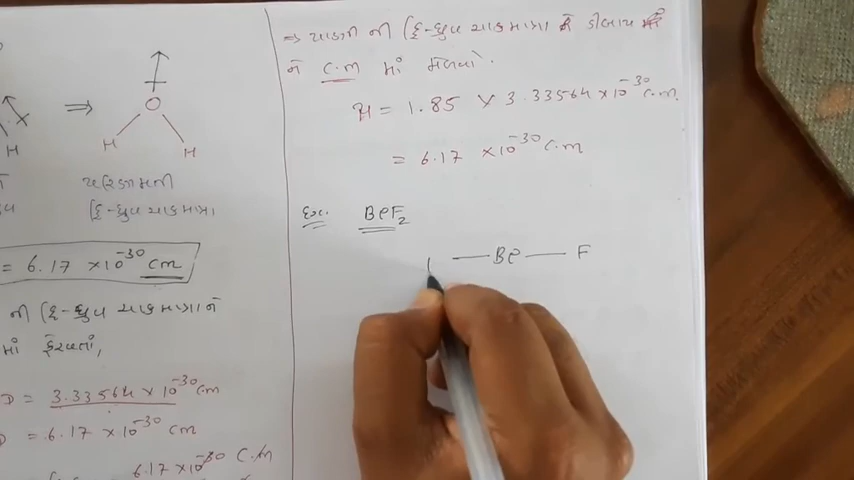 O
H H
H
પરિણામી
દ્વિ-ધ્રુવ ચાકમાત્રા
= 6.17 × 10⁻³⁰ cm
ની દ્વિ-ધ્રુવ ચાકમાત્રાને
માં ફેરવતાં,
D = 3.33564 × 10⁻³⁰ cm
D = 6.17 × 10⁻³⁰ cm
6.17 × 10⁻³⁰ C.m
⇒ પાણી ની દ્વિ-ધ્રુવ ચાકમાત્રા ડીબાય
ને C.m માં મેળવો.
μ = 1.85 × 3.33564 × 10⁻³⁰ C.m.
= 6.17 × 10⁻³⁰ C.m
Ex:. BeF₂
— Be — F